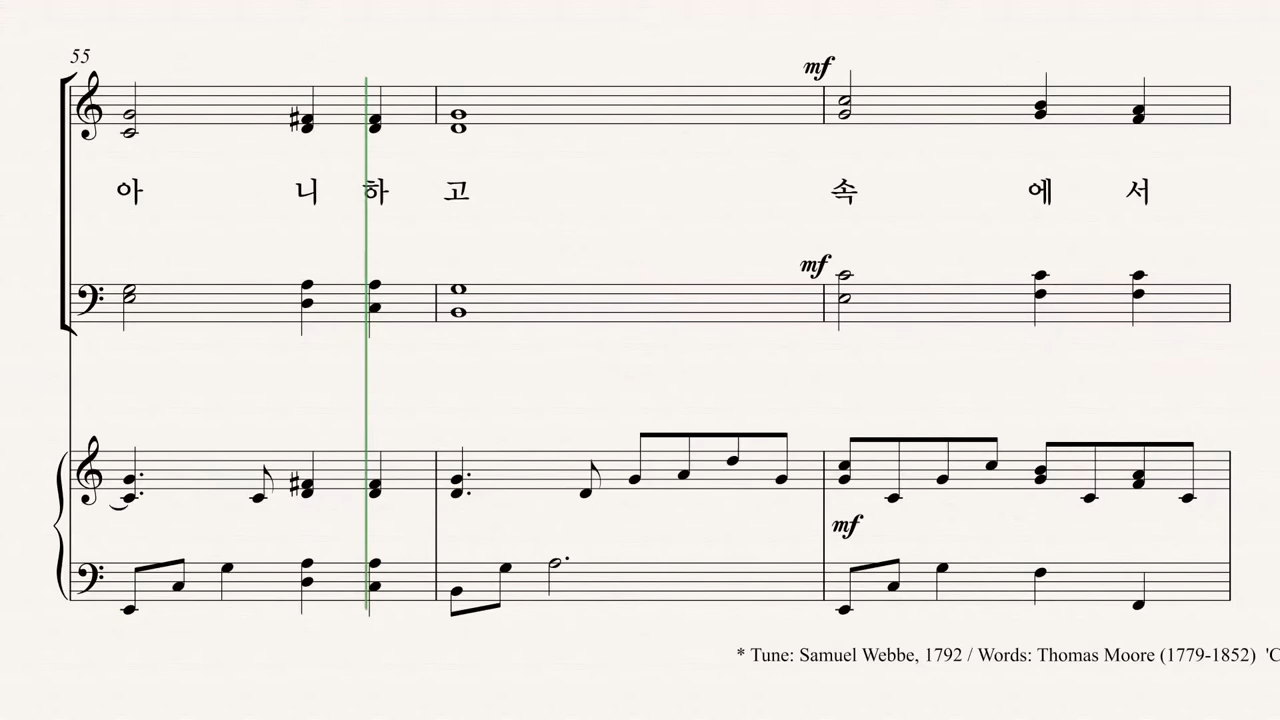 55
mf
아 니 하 고 속 에 서
mf
mf
* Tune: Samuel Webbe, 1792 / Words: Thomas Moore (1779-1852) 'C